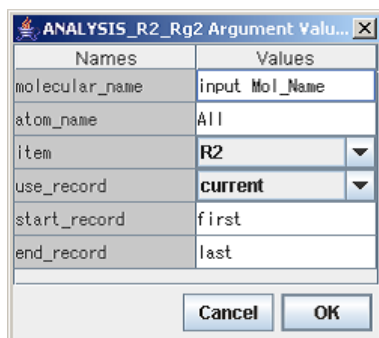 ANALYSIS_R2_Rg2 Argument Valu...
Names Values
molecular_name input Mol_Name
atom_name All
item R2
use_record current
start_record first
end_record last
Cancel OK